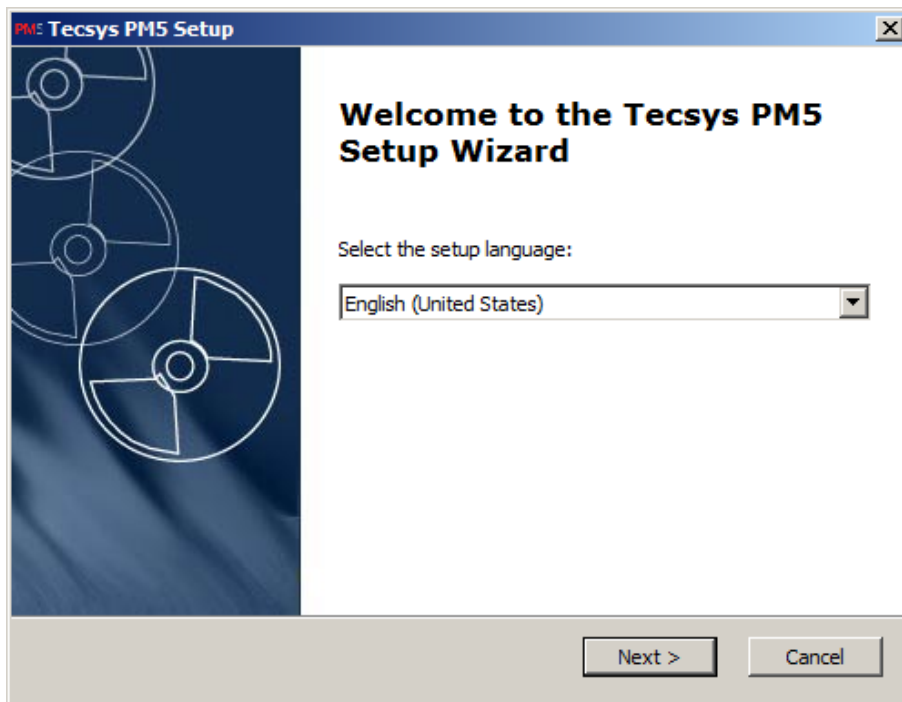 PM5 Tecsys PM5 Setup
Welcome to the Tecsys PM5
Setup Wizard
Select the setup language:
English (United States)
Next >
Cancel